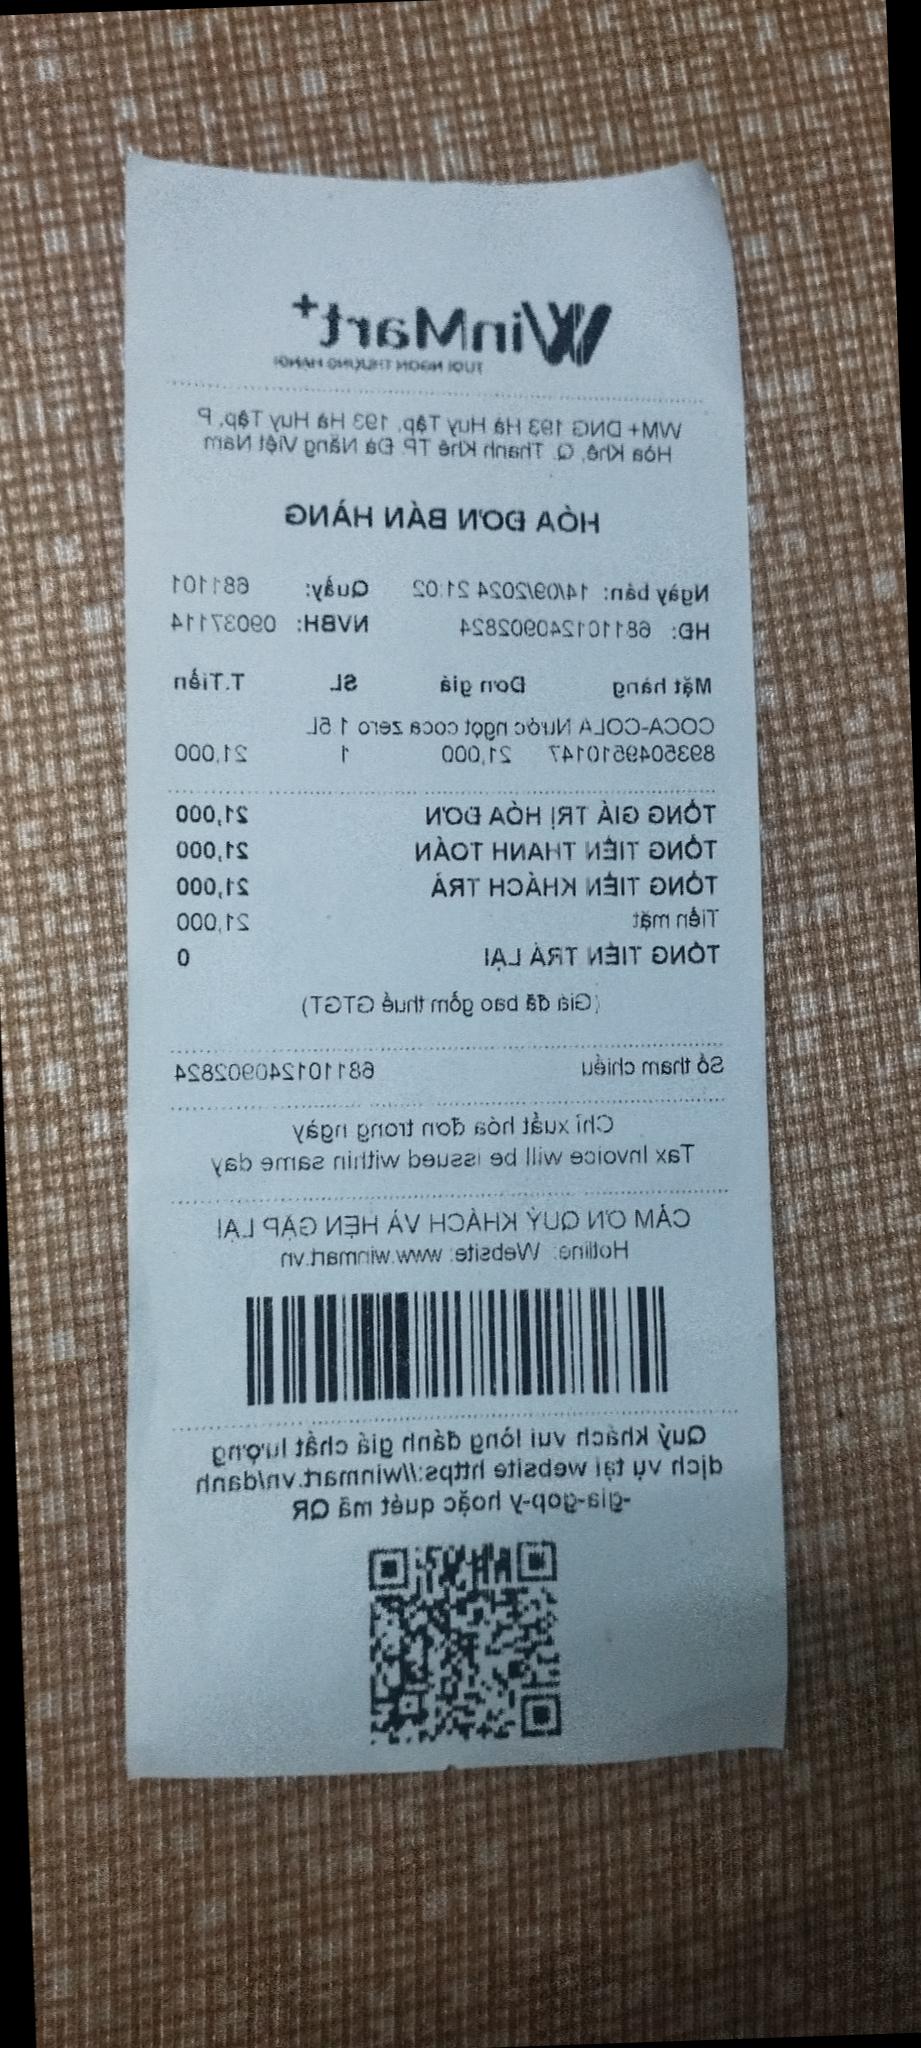 WinMart+
TƯƠI NGON THƯỢNG HẠNG
WM+ DNG 193 Hà Huy Tập, 193 Hà Huy Tập, P.
Hòa Khê, Q. Thanh Khê TP. Đà Nẵng Việt Nam
HÓA ĐƠN BÁN HÀNG
Ngày bán: 14/09/2024 21:02 Quầy: 681101
HĐ: 681101240902824 NVBH: 09037114
Mặt hàng Đơn giá SL T.Tiền
COCA-COLA Nước ngọt coca zero 1.5L
8935049510147 21,000 1 21,000
TỔNG GIÁ TRỊ HÓA ĐƠN 21,000
TỔNG TIỀN THANH TOÁN 21,000
TỔNG TIỀN KHÁCH TRẢ 21,000
Tiền mặt 21,000
TỔNG TIỀN TRẢ LẠI 0
(Giá đã bao gồm thuế GTGT)
Số tham chiếu 681101240902824
Chỉ xuất hóa đơn trong ngày
Tax Invoice will be issued within same day
CẢM ƠN QUÝ KHÁCH VÀ HẸN GẶP LẠI
Hotline: Website: www.winmart.vn
Quý khách vui lòng đánh giá chất lượng
dịch vụ tại website https://winmart.vn/danh
-gia-gop-y hoặc quét mã QR